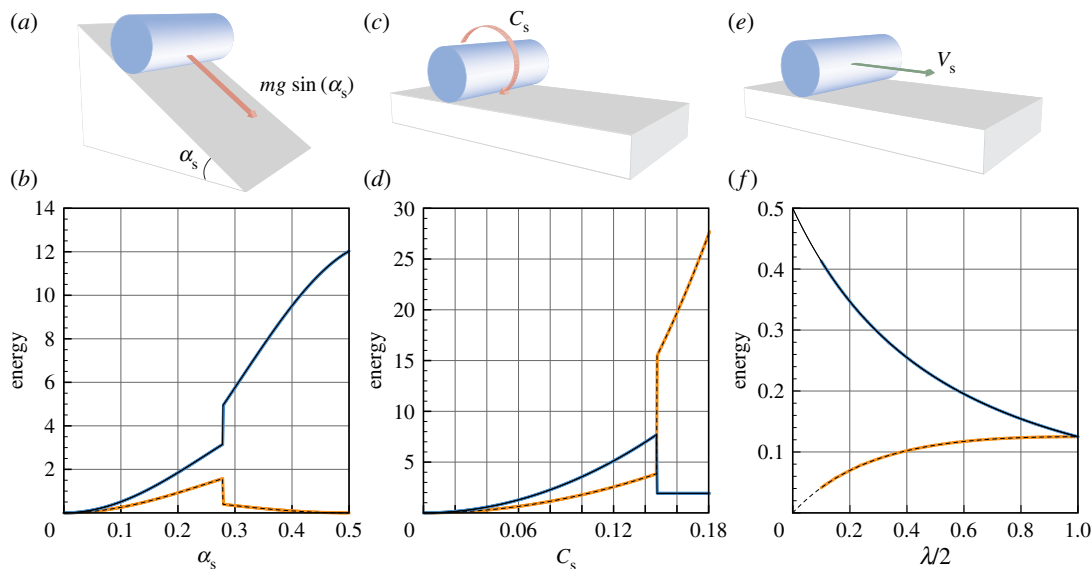 (a)
mg sin (αs)
αs
(c)
Cs
(e)
Vs
(b)
14
12
10
8
6
4
2
0
energy
0.1
0.2
0.3
0.4
0.5
αs
(d)
30
25
20
15
10
5
0
energy
0.06
0.12
0.18
Cs
(f)
0.5
0.4
0.3
0.2
0.1
0
energy
0.2
0.4
0.6
0.8
1.0
λ/2